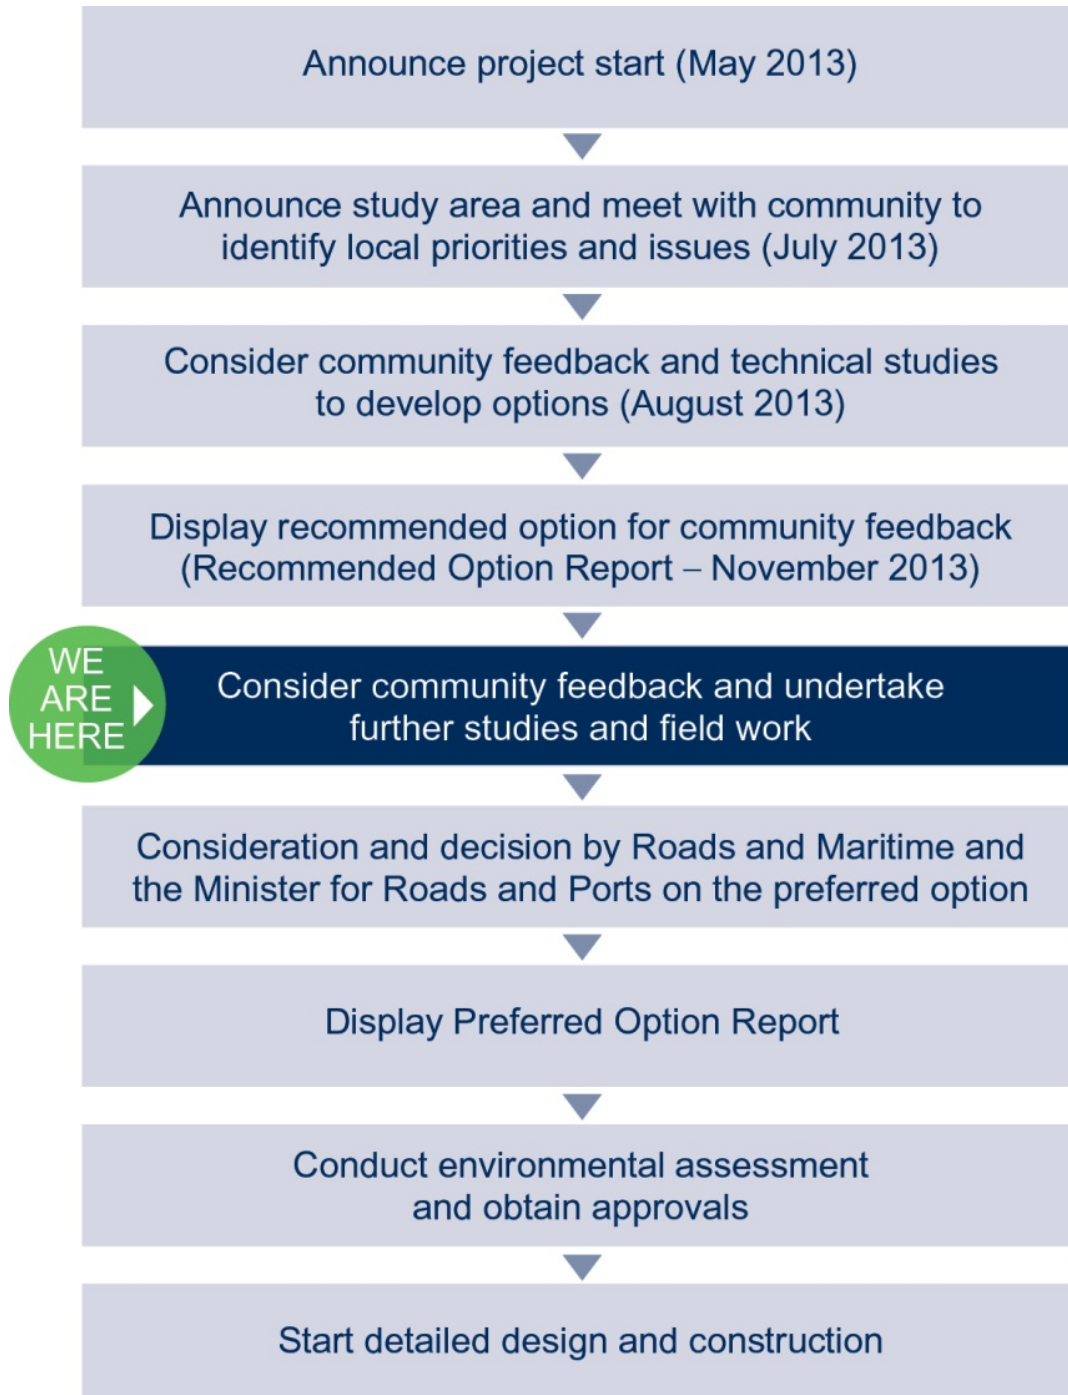 Announce project start (May 2013)
Announce study area and meet with community to
identify local priorities and issues (July 2013)
Consider community feedback and technical studies
to develop options (August 2013)
Display recommended option for community feedback
(Recommended Option Report – November 2013)
WE
ARE
HERE
Consider community feedback and undertake
further studies and field work
Consideration and decision by Roads and Maritime and
the Minister for Roads and Ports on the preferred option
Display Preferred Option Report
Conduct environmental assessment
and obtain approvals
Start detailed design and construction